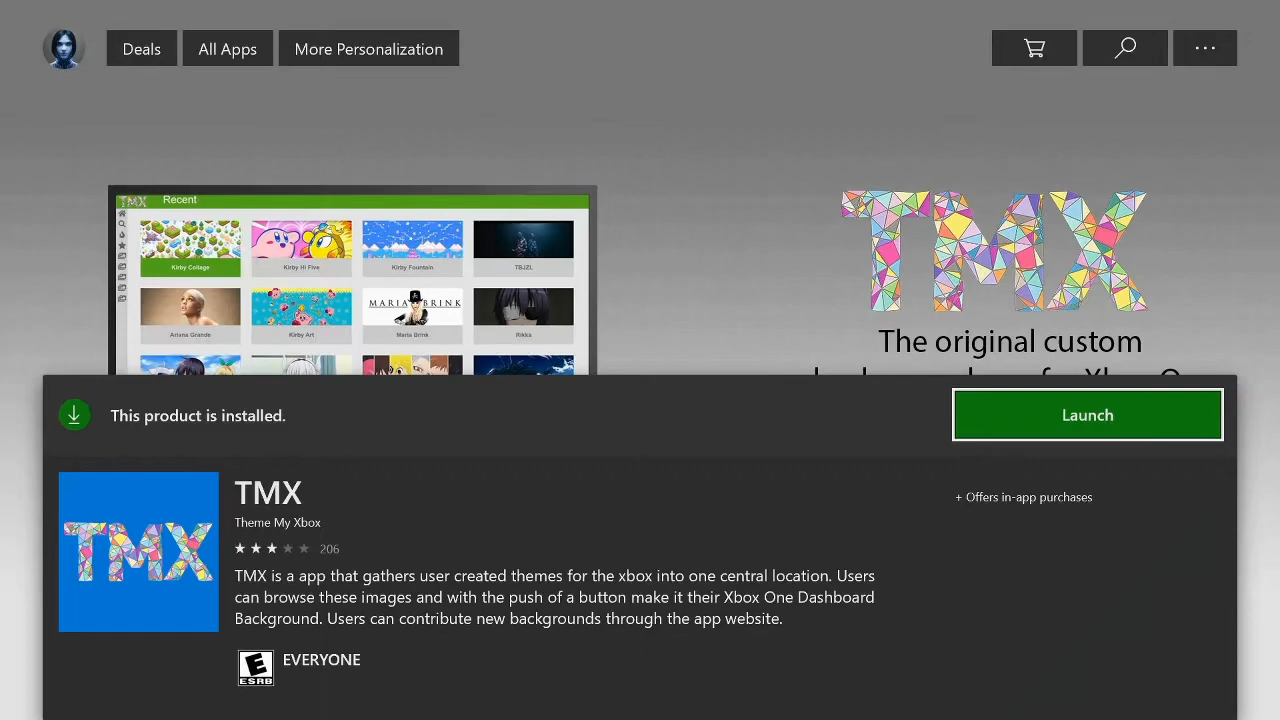 Deals
All Apps
More Personalization
TMX
Recent
Kirby Collage
Kirby Hi Five
Kirby Fountain
TBJZL
MARIA BRINK
Ariana Grande
Kirby Art
Maria Brink
Rikka
TMX
The original custom
This product is installed.
Launch
TMX
TMX
Theme My Xbox
206
+ Offers in-app purchases
TMX is a app that gathers user created themes for the xbox into one central location. Users
can browse these images and with the push of a button make it their Xbox One Dashboard
Background. Users can contribute new backgrounds through the app website.
E
ESRB
EVERYONE